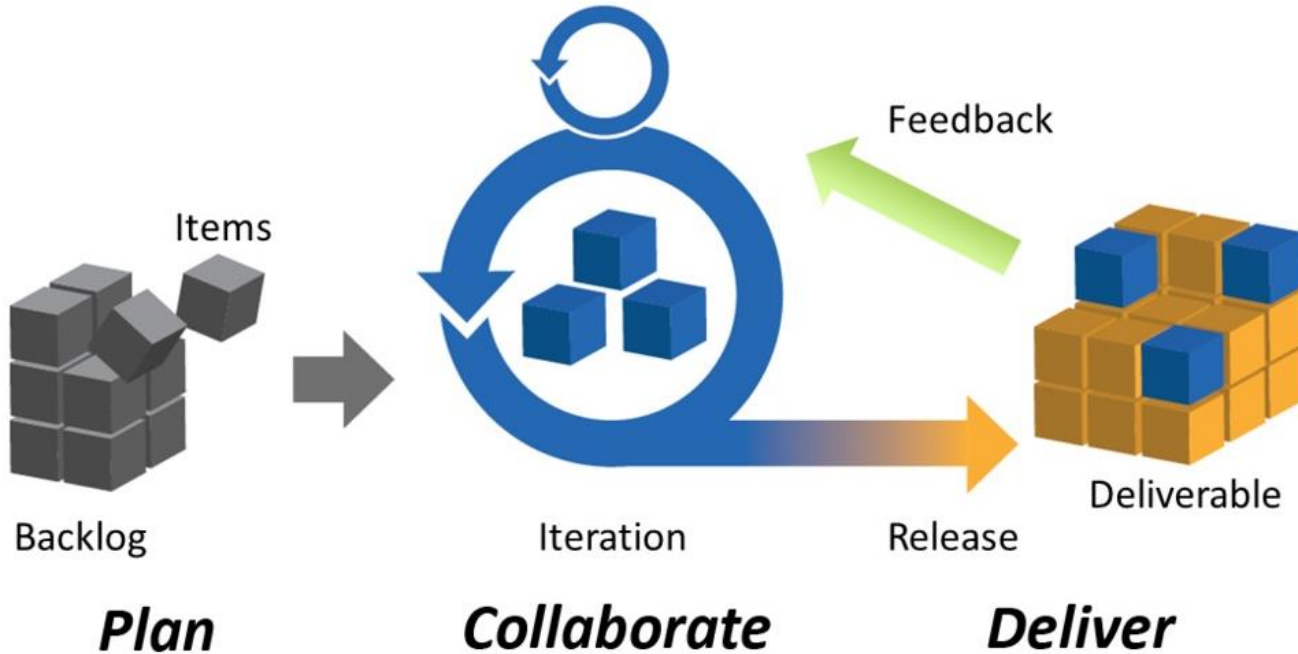 Feedback
Items
Deliverable
Backlog
Iteration
Release
Plan
Collaborate
Deliver